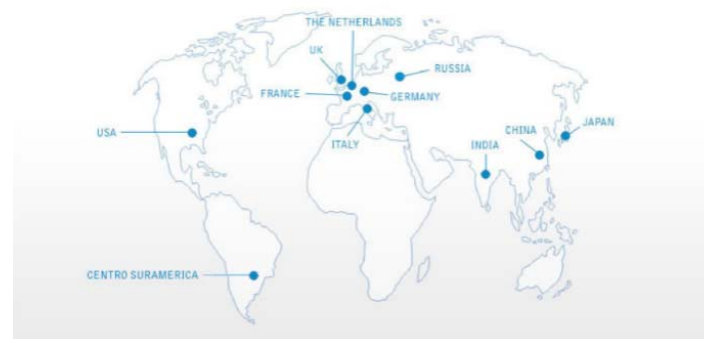 THE NETHERLANDS
UK
RUSSIA
FRANCE
GERMANY
USA
ITALY
CHINA
JAPAN
INDIA
CENTRO SURAMERICA